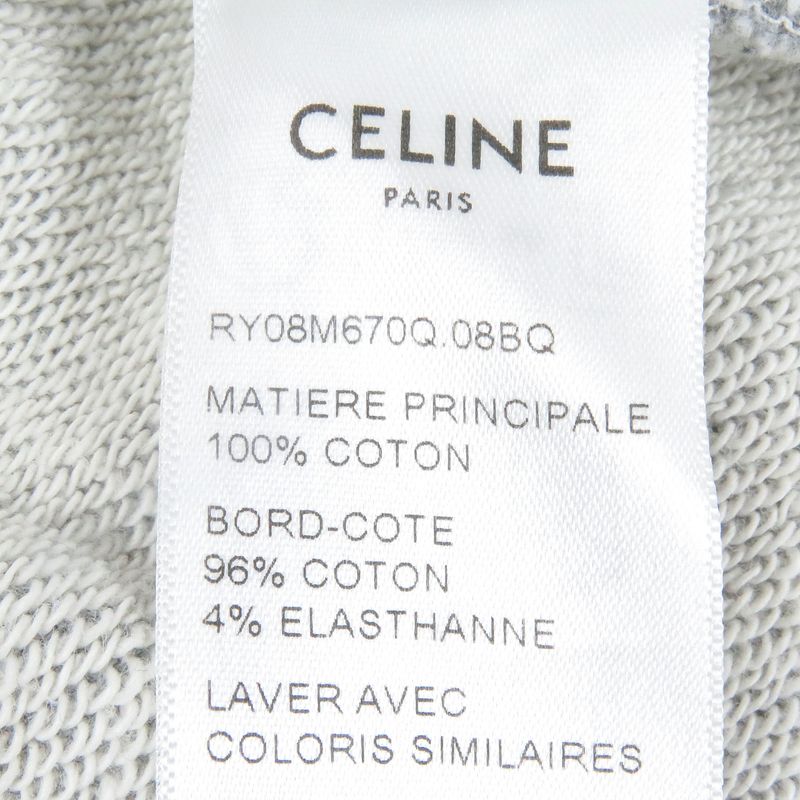 CELINE
PARIS
RY08M670Q.08BQ
MATIERE PRINCIPALE
100% COTON
BORD-COTE
96% COTON
4% ELASTHANNE
LAVER AVEC
COLORIS SIMILAIRES